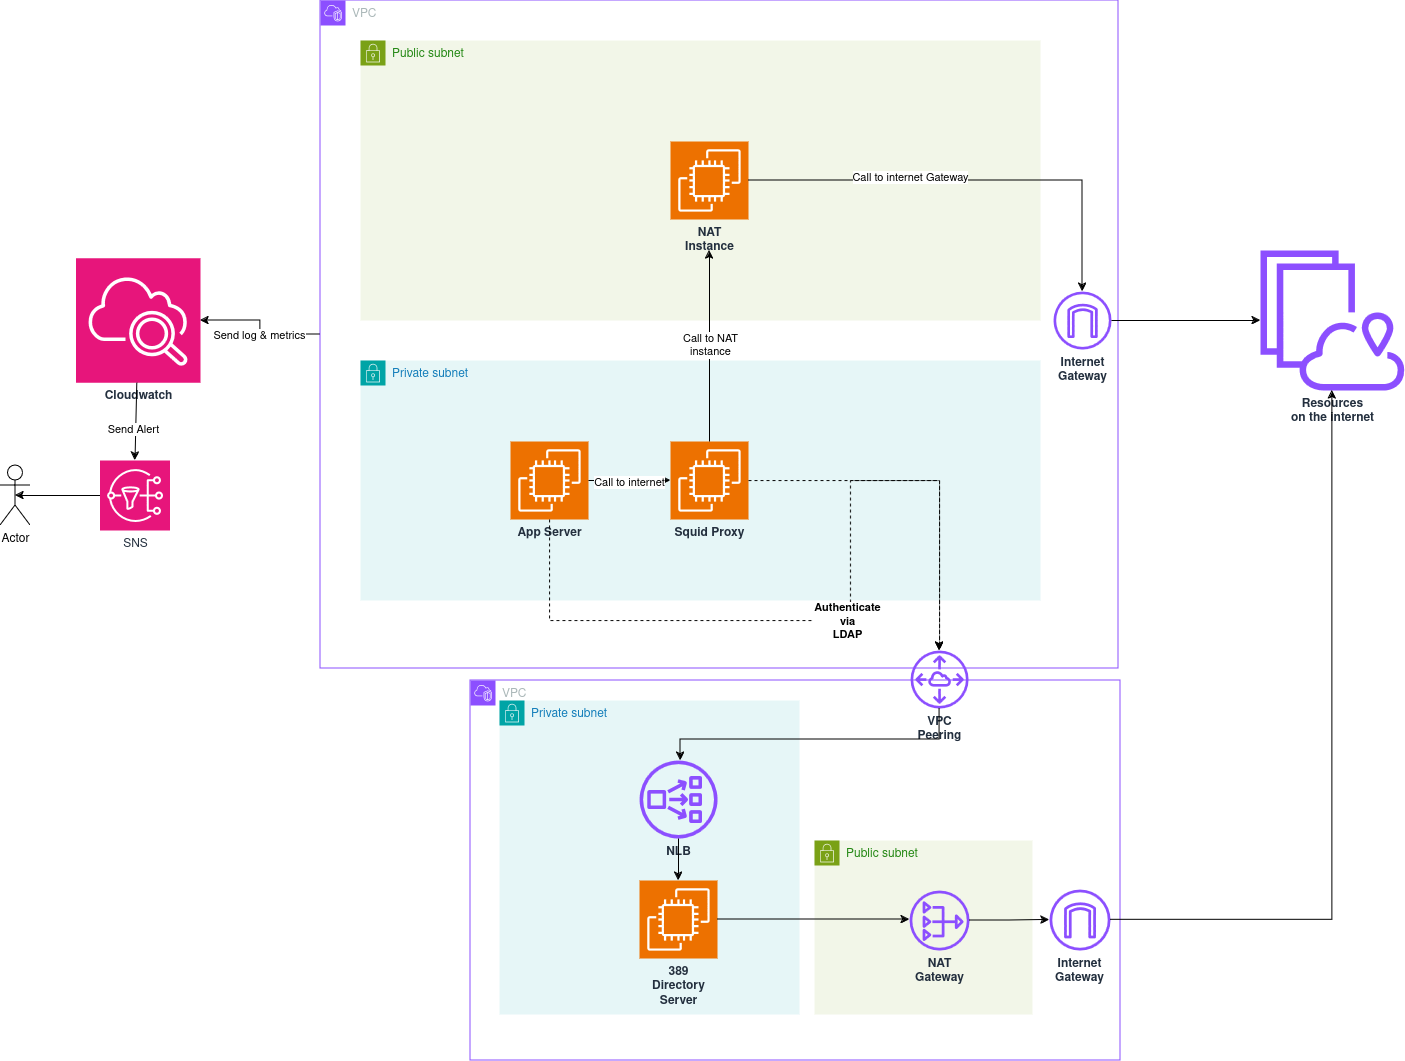 VPC
Public subnet
NAT
Instance
Call to internet Gateway
Internet
Gateway
Resources
on the internet
Call to NAT
instance
Send log & metrics
Cloudwatch
Send Alert
SNS
Actor
Private subnet
App Server
Call to internet
Squid Proxy
Authenticate
via
LDAP
VPC
Peering
VPC
Private subnet
NLB
389
Directory
Server
Public subnet
NAT
Gateway
Internet
Gateway